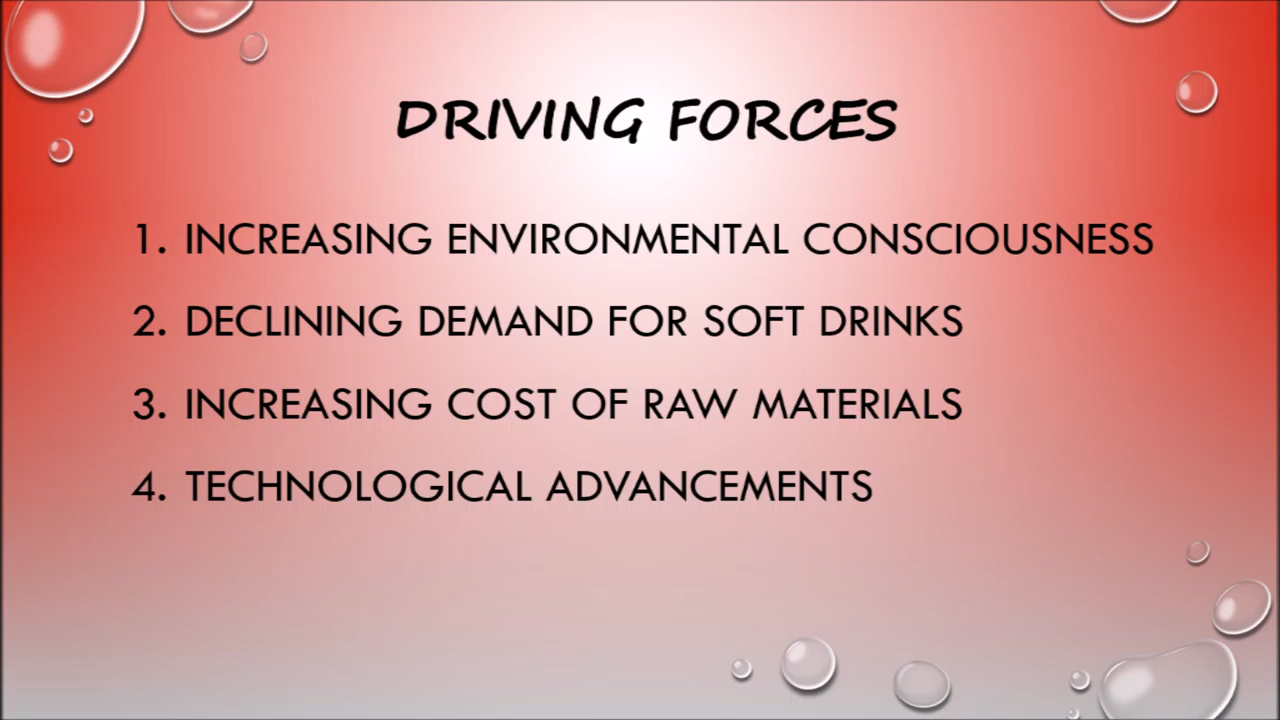 DRIVING FORCES
1. INCREASING ENVIRONMENTAL CONSCIOUSNESS
2. DECLINING DEMAND FOR SOFT DRINKS
3. INCREASING COST OF RAW MATERIALS
4. TECHNOLOGICAL ADVANCEMENTS